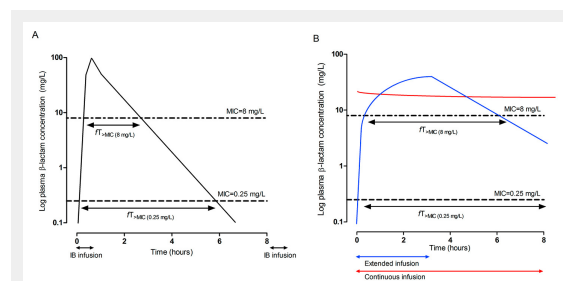 A
Log plasma β-lactam concentration (mg/L)
100
10
1
0.1
MIC=8 mg/L
fT>MIC (8 mg/L)
MIC=0.25 mg/L
fT>MIC (0.25 mg/L)
0
2
4
6
8
Time (hours)
IB infusion
IB infusion
B
Log plasma β-lactam concentration (mg/L)
100
10
1
0.1
MIC=8 mg/L
fT>MIC (8 mg/L)
MIC=0.25 mg/L
fT>MIC (0.25 mg/L)
0
2
4
6
8
Time (hours)
Extended infusion
Continuous infusion